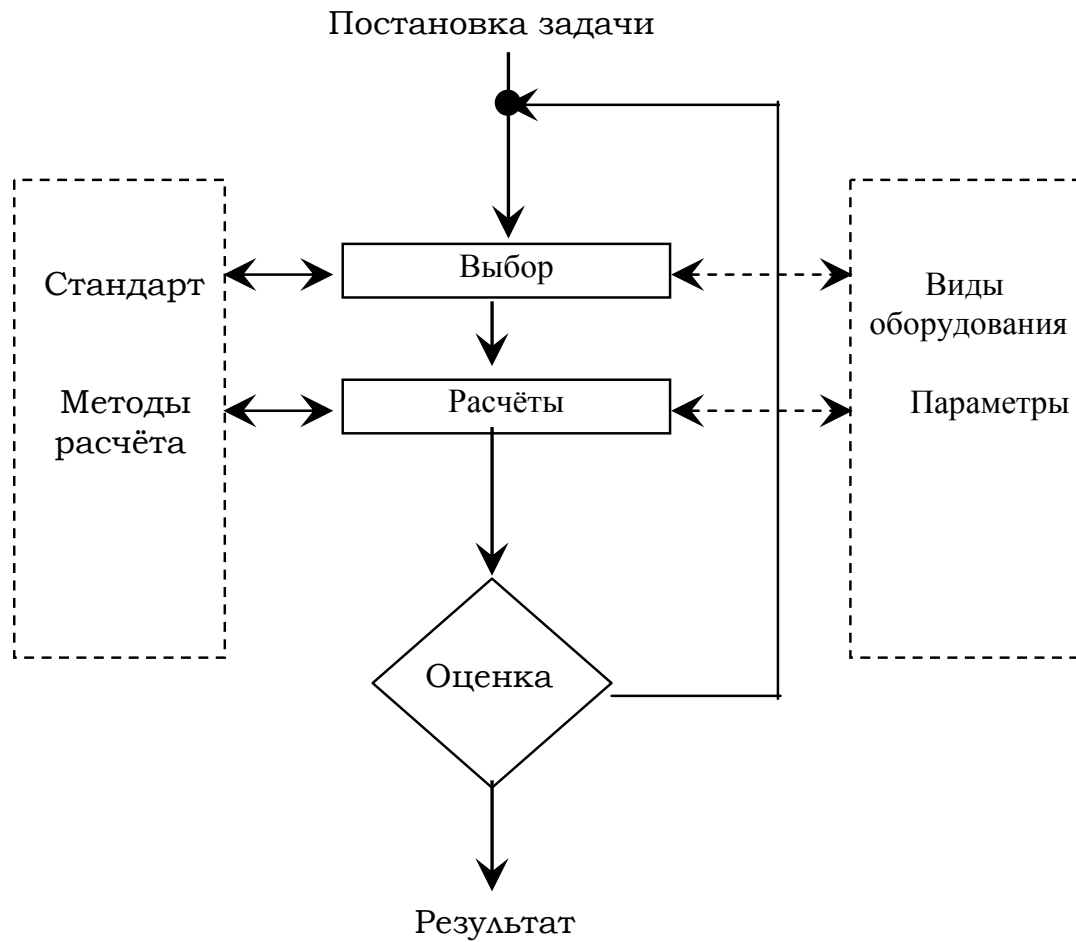 Постановка задачи
Выбор
Стандарт
Виды
оборудования
Расчёты
Методы
расчёта
Параметры
Оценка
Результат